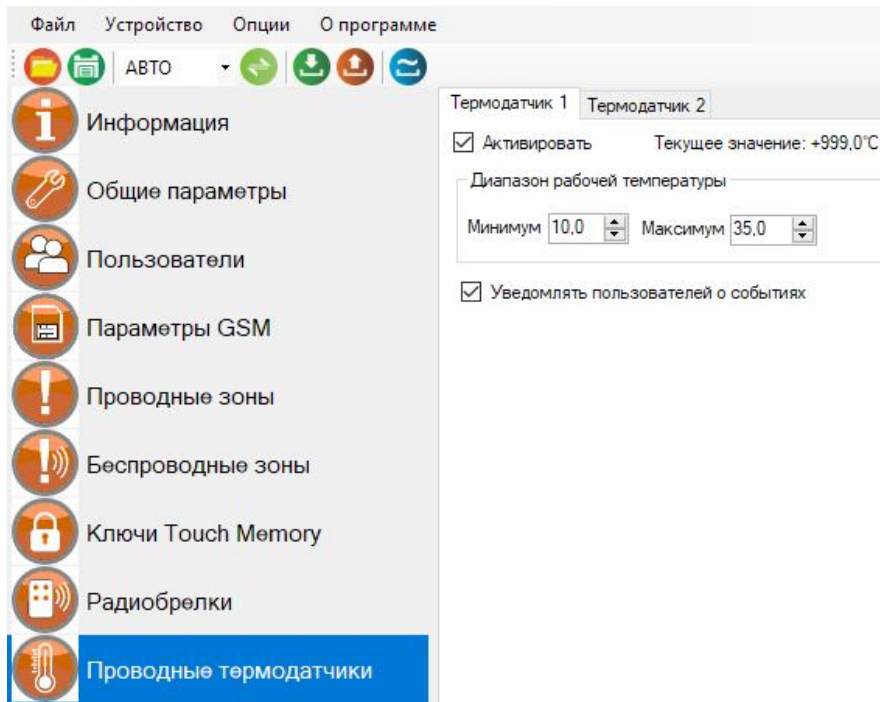 Файл Устройство Опции О программе
АВТО
Информация
Общие параметры
Пользователи
Параметры GSM
Проводные зоны
Беспроводные зоны
Ключи Touch Memory
Радиобрелки
Проводные термодатчики
Термодатчик 1 Термодатчик 2
Активировать Текущее значение: +999,0°C
Диапазон рабочей температуры
Минимум 10,0 Максимум 35,0
Уведомлять пользователей о событиях